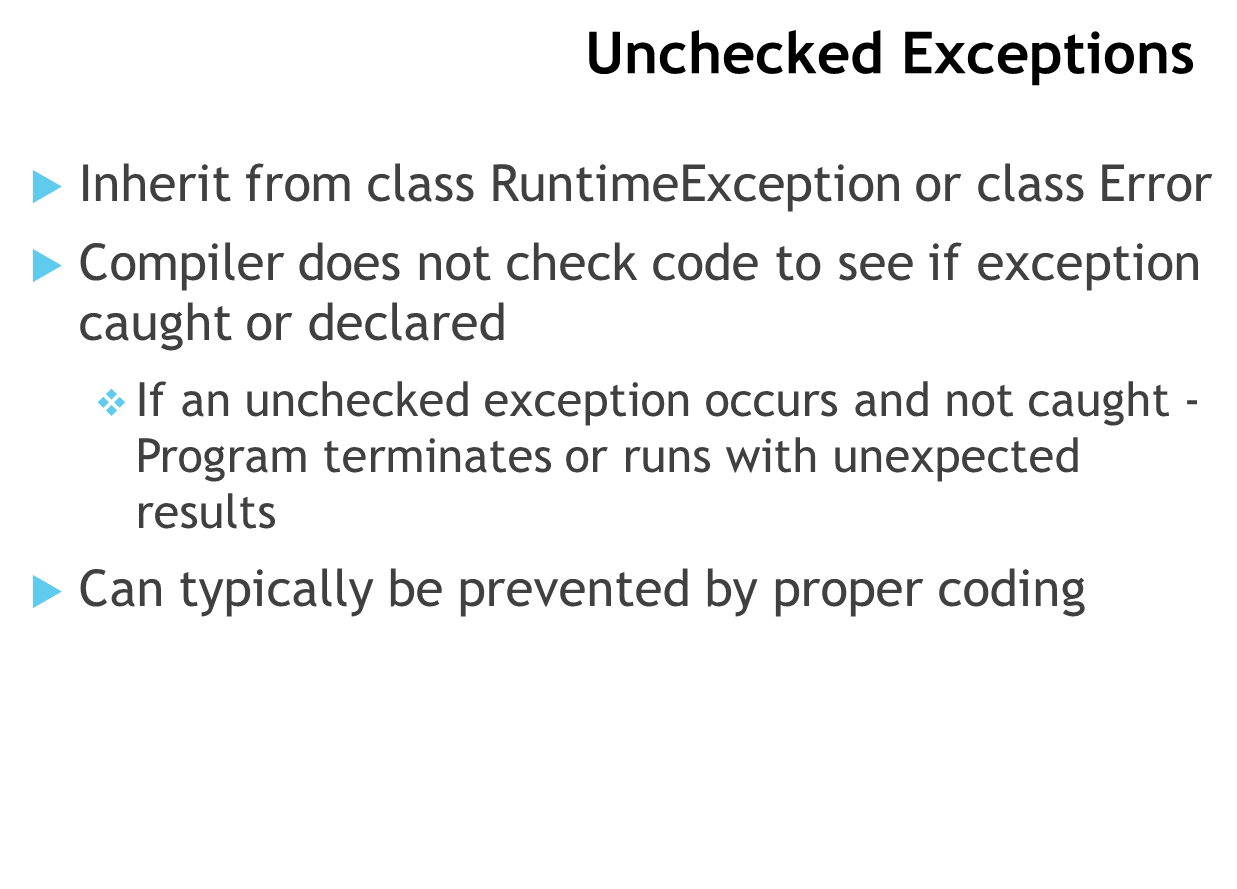 Unchecked Exceptions
Inherit from class RuntimeException or class Error
Compiler does not check code to see if exception
caught or declared
If an unchecked exception occurs and not caught -
Program terminates or runs with unexpected
results
Can typically be prevented by proper coding